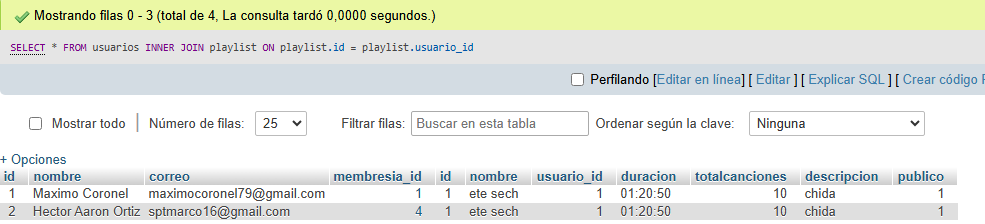 Mostrando filas 0 - 3 (total de 4, La consulta tardó 0,0000 segundos.)
SELECT * FROM usuarios INNER JOIN playlist ON playlist.id = playlist.usuario_id
Perfilando [Editar en línea] [ Editar ] [ Explicar SQL ] [ Crear código P
Mostrar todo | Número de filas: 25 Filtrar filas: Buscar en esta tabla Ordenar según la clave: Ninguna
+ Opciones
id nombre correo membresia_id id nombre usuario_id duracion totalcanciones descripcion publico
1 Maximo Coronel maximocoronel79@gmail.com 1 1 ete sech 1 01:20:50 10 chida 1
2 Hector Aaron Ortiz sptmarco16@gmail.com 4 1 ete sech 1 01:20:50 10 chida 1